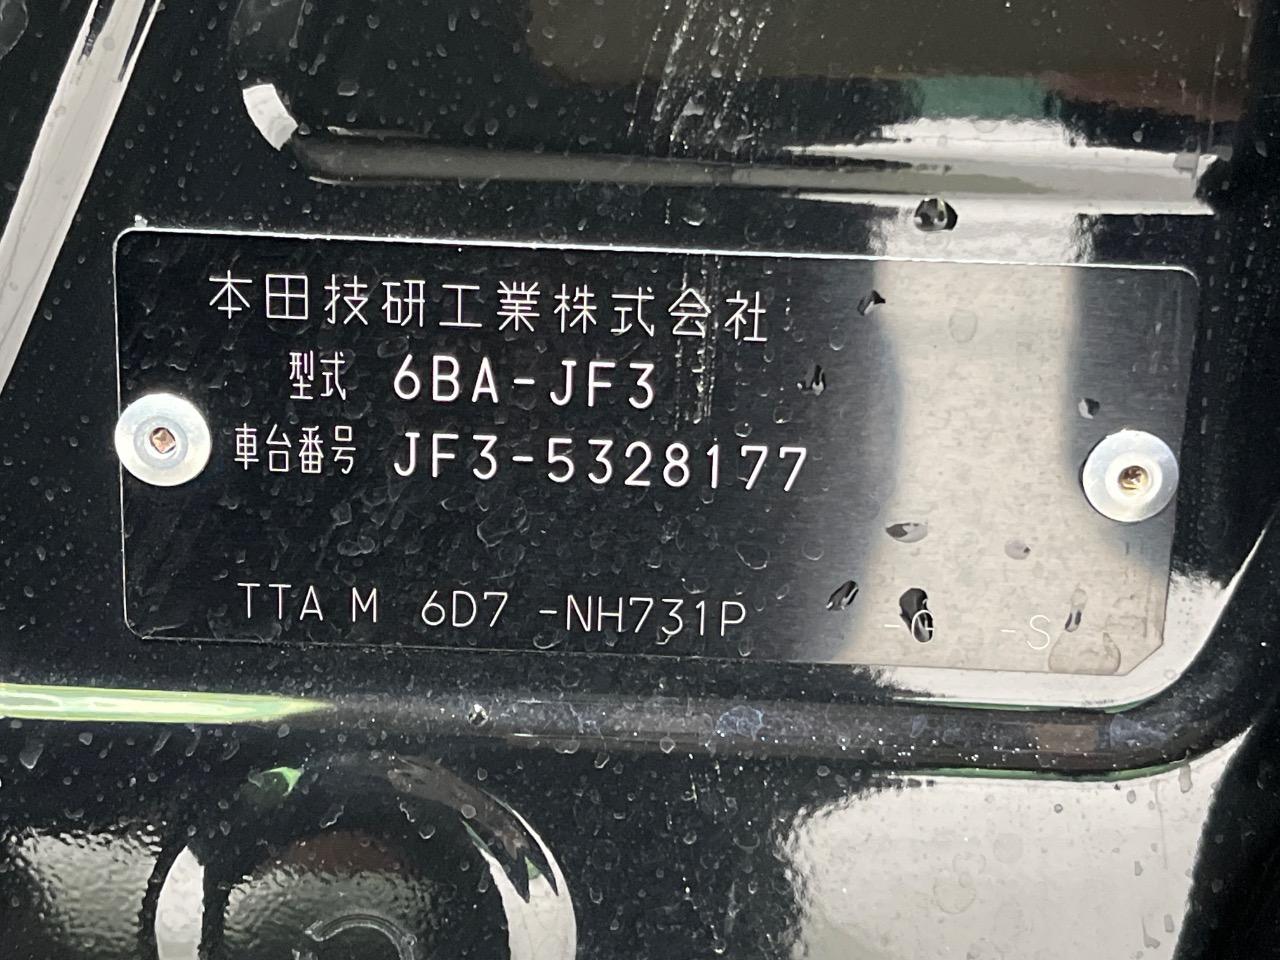 本田技研工業株式会社
型式 6BA-JF3
車台番号 JF3-5328177
TTA M 6D7 -NH731P -G -S